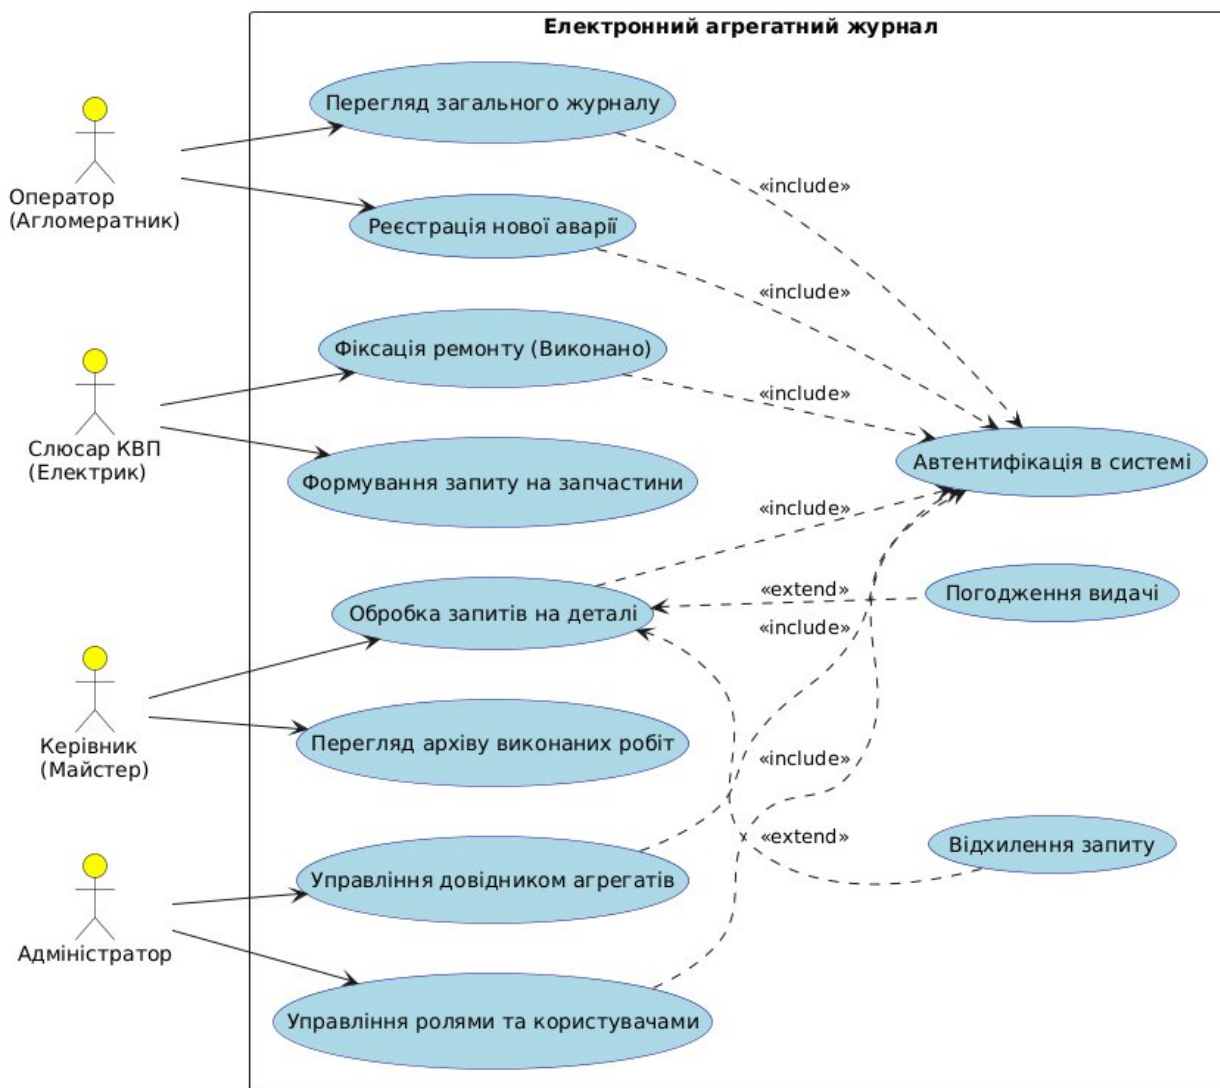 Електронний агрегатний журнал
Перегляд загального журналу
«include»
Оператор
(Агломератник)
Реєстрація нової аварії
«include»
Фіксація ремонту (Виконано)
«include»
Слюсар КВП
(Електрик)
Автентифікація в системі
Формування запиту на запчастини
«include»
Обробка запитів на деталі
«extend»
Погодження видачі
«include»
Керівник
(Майстер)
Перегляд архіву виконаних робіт
«include»
«extend»
Відхилення запиту
Управління довідником агрегатів
Адміністратор
Управління ролями та користувачами